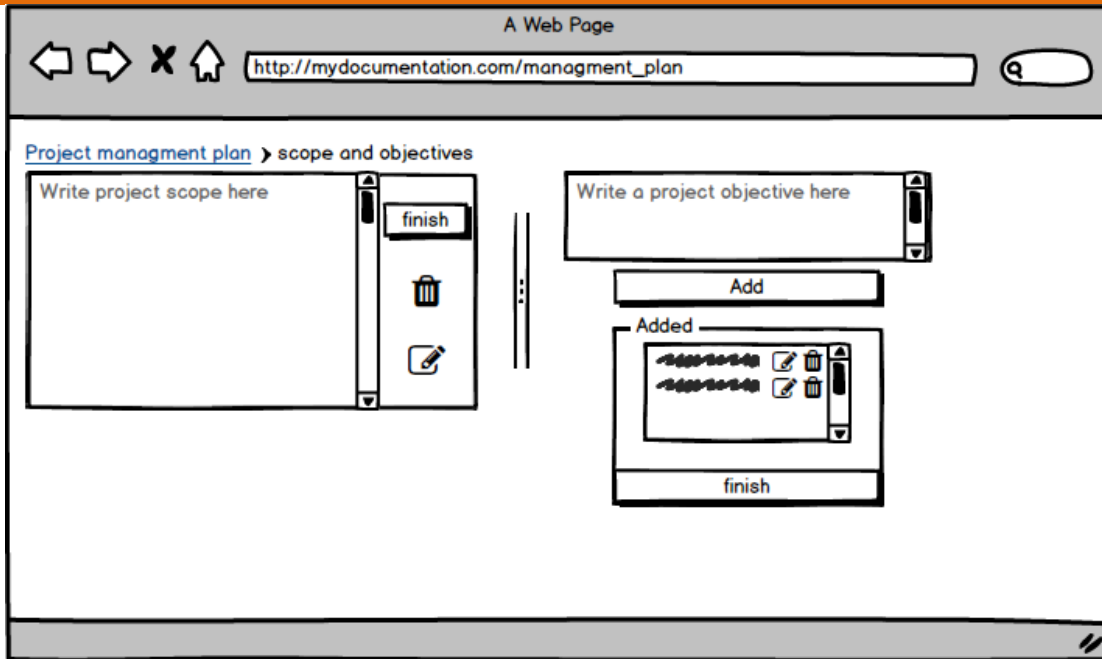 A Web Page
http://mydocumentation.com/managment_plan
Project managment plan > scope and objectives
Write project scope here
finish
Write a project objective here
Add
Added
finish